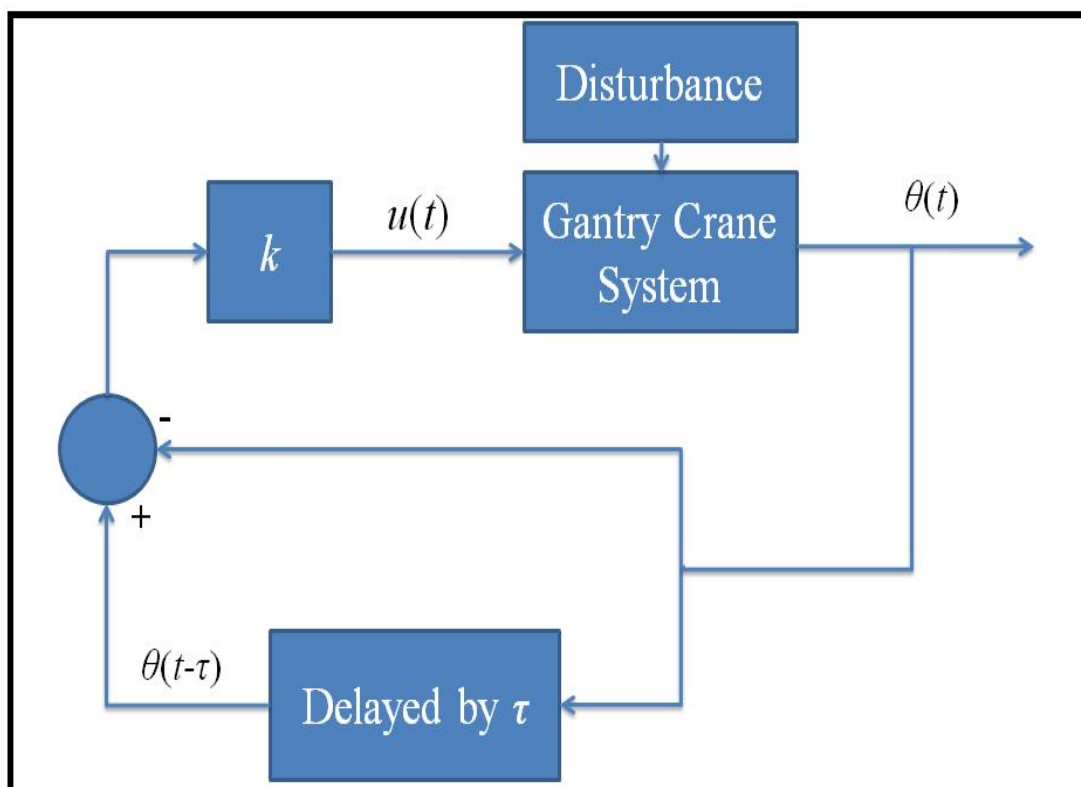 Disturbance
θ(t)
u(t)
Gantry Crane
System
k
-
+
θ(t-τ)
Delayed by τ